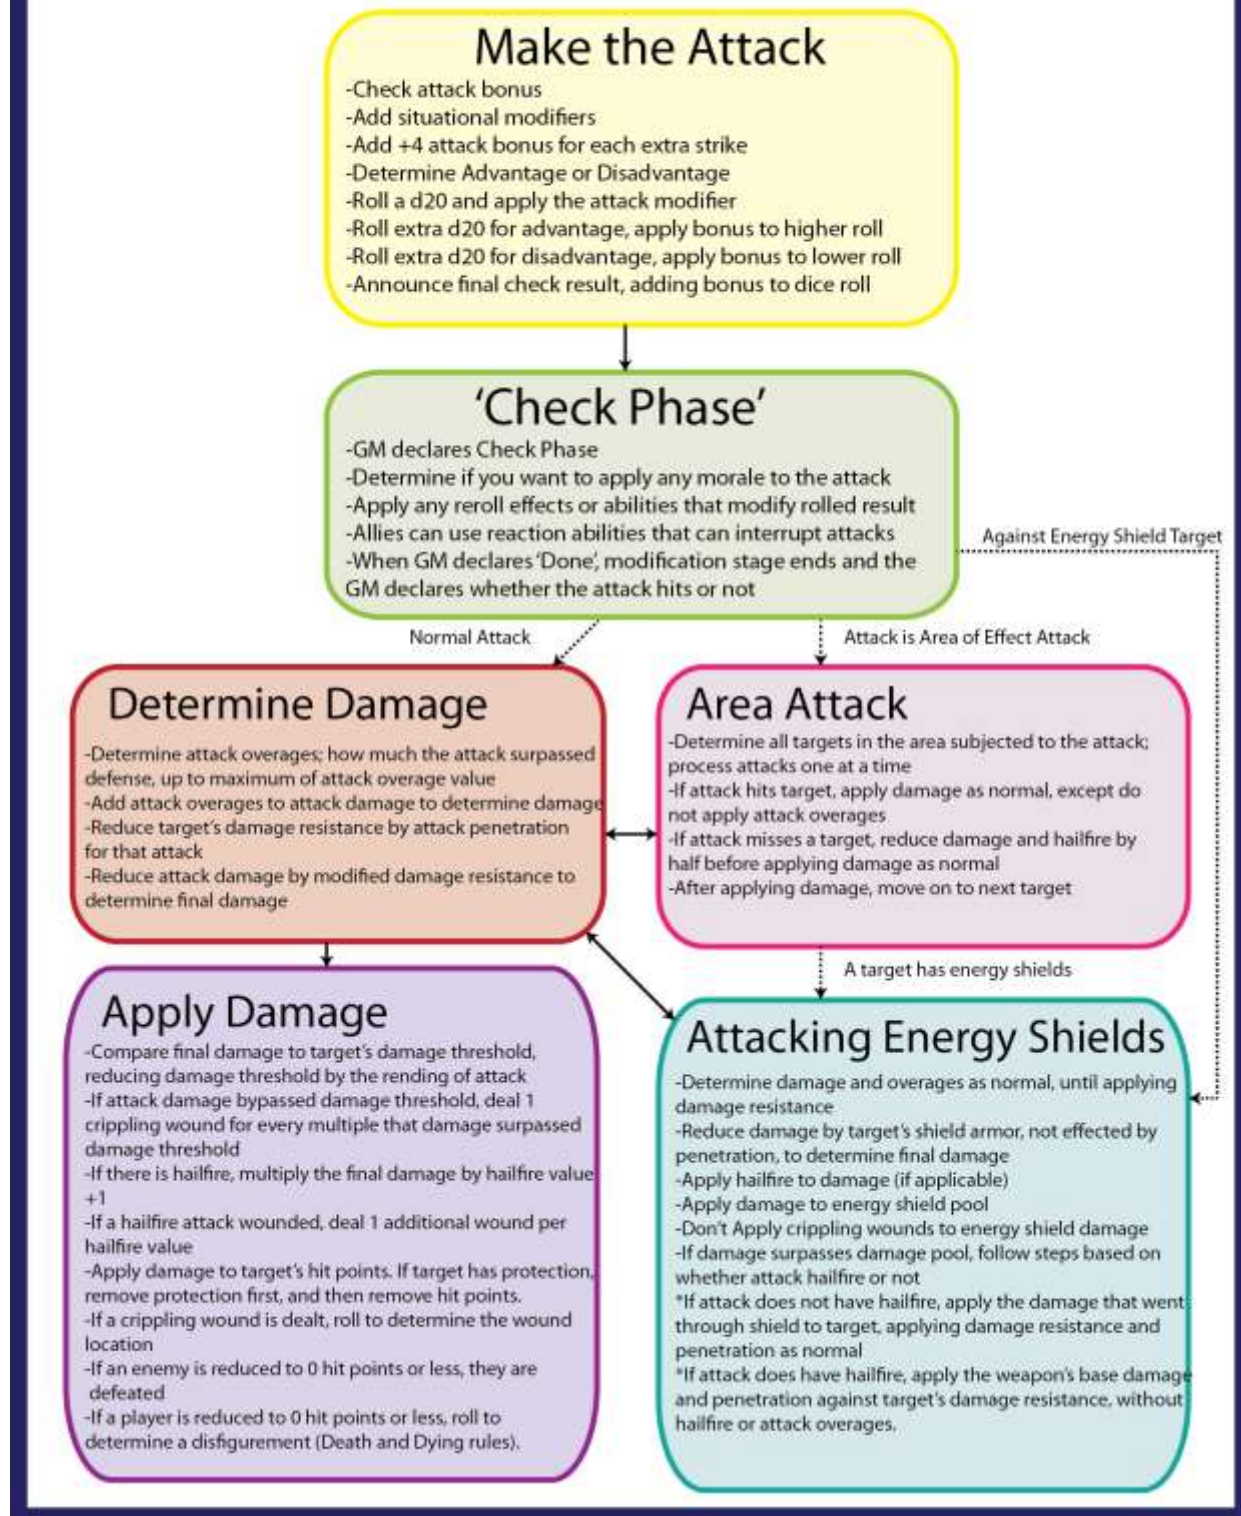 Make the Attack
-Check attack bonus
-Add situational modifiers
-Add +4 attack bonus for each extra strike
-Determine Advantage or Disadvantage
-Roll a d20 and apply the attack modifier
-Roll extra d20 for advantage, apply bonus to higher roll
-Roll extra d20 for disadvantage, apply bonus to lower roll
-Announce final check result, adding bonus to dice roll
‘Check Phase’
-GM declares Check Phase
-Determine if you want to apply any morale to the attack
-Apply any reroll effects or abilities that modify rolled result
-Allies can use reaction abilities that can interrupt attacks
-When GM declares ‘Done’, modification stage ends and the
GM declares whether the attack hits or not
Against Energy Shield Target
Normal Attack
Attack is Area of Effect Attack
Determine Damage
-Determine attack overages; how much the attack surpassed
defense, up to maximum of attack overage value
-Add attack overages to attack damage to determine damage
-Reduce target’s damage resistance by attack penetration
for that attack
-Reduce attack damage by modified damage resistance to
determine final damage
Area Attack
-Determine all targets in the area subjected to the attack;
process attacks one at a time
-If attack hits target, apply damage as normal, except do
not apply attack overages
-If attack misses a target, reduce damage and hailfire by
half before applying damage as normal
-After applying damage, move on to next target
A target has energy shields
Apply Damage
-Compare final damage to target’s damage threshold,
reducing damage threshold by the rending of attack
-If attack damage bypassed damage threshold, deal 1
crippling wound for every multiple that damage surpassed
damage threshold
-If there is hailfire, multiply the final damage by hailfire value
+1
-If a hailfire attack wounded, deal 1 additional wound per
hailfire value
-Apply damage to target’s hit points. If target has protection,
remove protection first, and then remove hit points.
-If a crippling wound is dealt, roll to determine the wound
location
-If an enemy is reduced to 0 hit points or less, they are
defeated
-If a player is reduced to 0 hit points or less, roll to
determine a disfigurement (Death and Dying rules).
Attacking Energy Shields
-Determine damage and overages as normal, until applying
damage resistance
-Reduce damage by target’s shield armor, not effected by
penetration, to determine final damage
-Apply hailfire to damage (if applicable)
-Apply damage to energy shield pool
-Don’t Apply crippling wounds to energy shield damage
-If damage surpasses damage pool, follow steps based on
whether attack hailfire or not
*If attack does not have hailfire, apply the damage that went
through shield to target, applying damage resistance and
penetration as normal
*If attack does have hailfire, apply the weapon’s base damage
and penetration against target’s damage resistance, without
hailfire or attack overages.